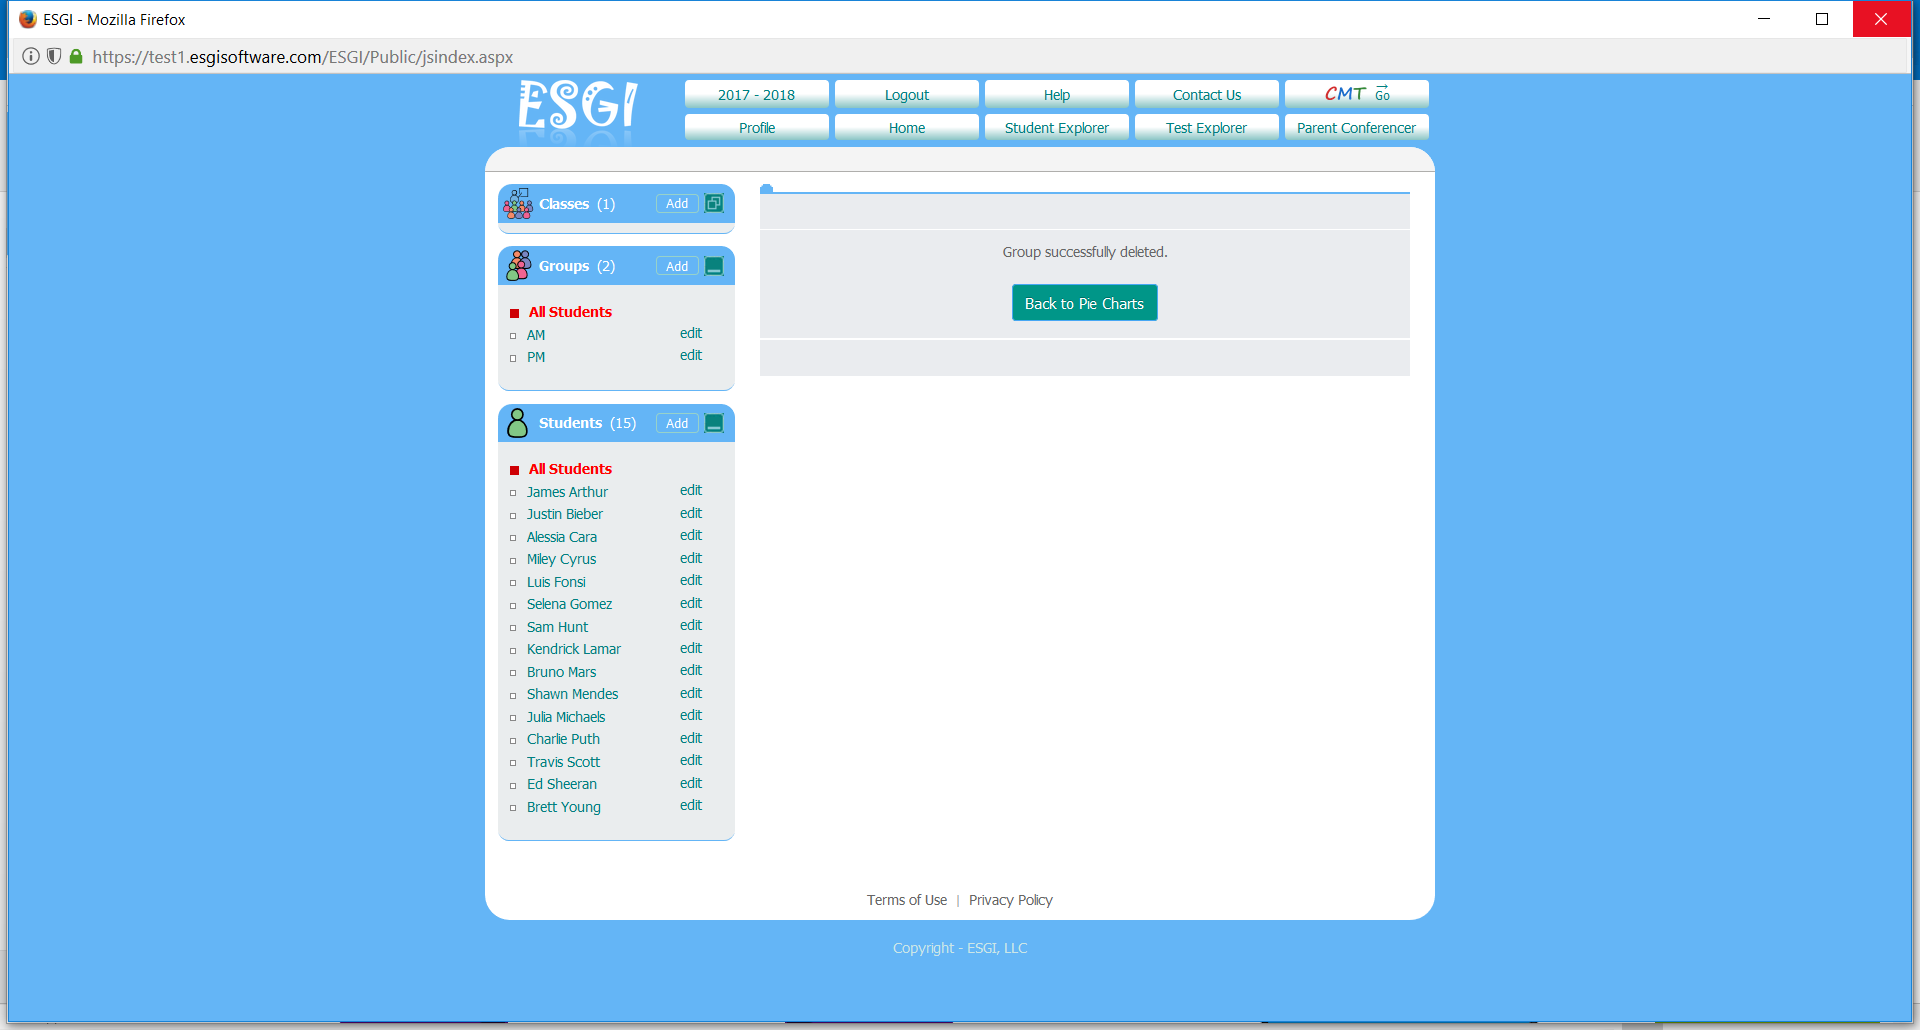 ESGI - Mozilla Firefox
https://test1.esgisoftware.com/ESGI/Public/jsindex.aspx
ESGI
2017 - 2018
Logout
Help
Contact Us
CMT Go
Profile
Home
Student Explorer
Test Explorer
Parent Conferencer
Classes (1) Add
Groups (2) Add
All Students
AM edit
PM edit
Students (15) Add
All Students
James Arthur edit
Justin Bieber edit
Alessia Cara edit
Miley Cyrus edit
Luis Fonsi edit
Selena Gomez edit
Sam Hunt edit
Kendrick Lamar edit
Bruno Mars edit
Shawn Mendes edit
Julia Michaels edit
Charlie Puth edit
Travis Scott edit
Ed Sheeran edit
Brett Young edit
Group successfully deleted.
Back to Pie Charts
Terms of Use | Privacy Policy
Copyright - ESGI, LLC